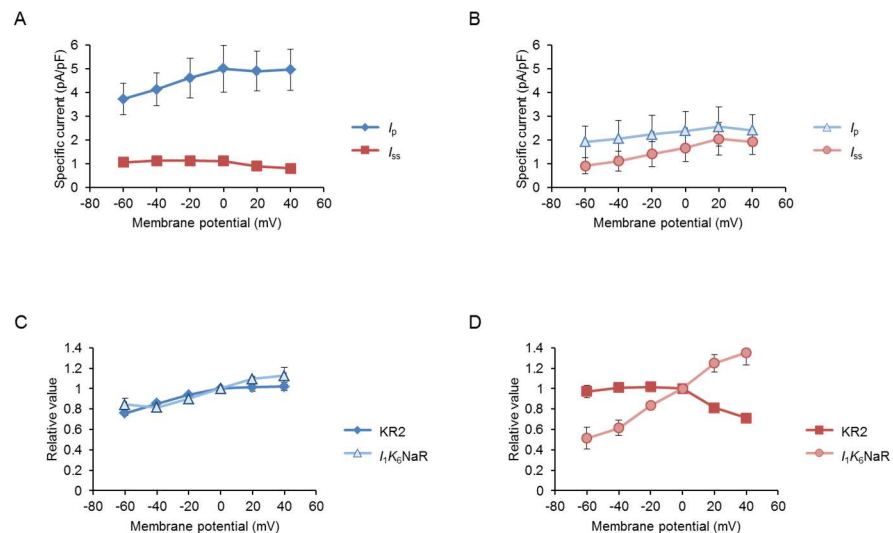 A
Specific current (pA/pF)
6
5
4
3
2
1
0
-80 -60 -40 -20 0 20 40 60
Membrane potential (mV)
Ip
Iss
B
Specific current (pA/pF)
6
5
4
3
2
1
0
-80 -60 -40 -20 0 20 40 60
Membrane potential (mV)
Ip
Iss
C
Relative value
1.4
1.2
1
0.8
0.6
0.4
0.2
0
-80 -60 -40 -20 0 20 40 60
Membrane potential (mV)
KR2
I1K6NaR
D
Relative value
1.4
1.2
1
0.8
0.6
0.4
0.2
0
-80 -60 -40 -20 0 20 40 60
Membrane potential (mV)
KR2
I1K6NaR